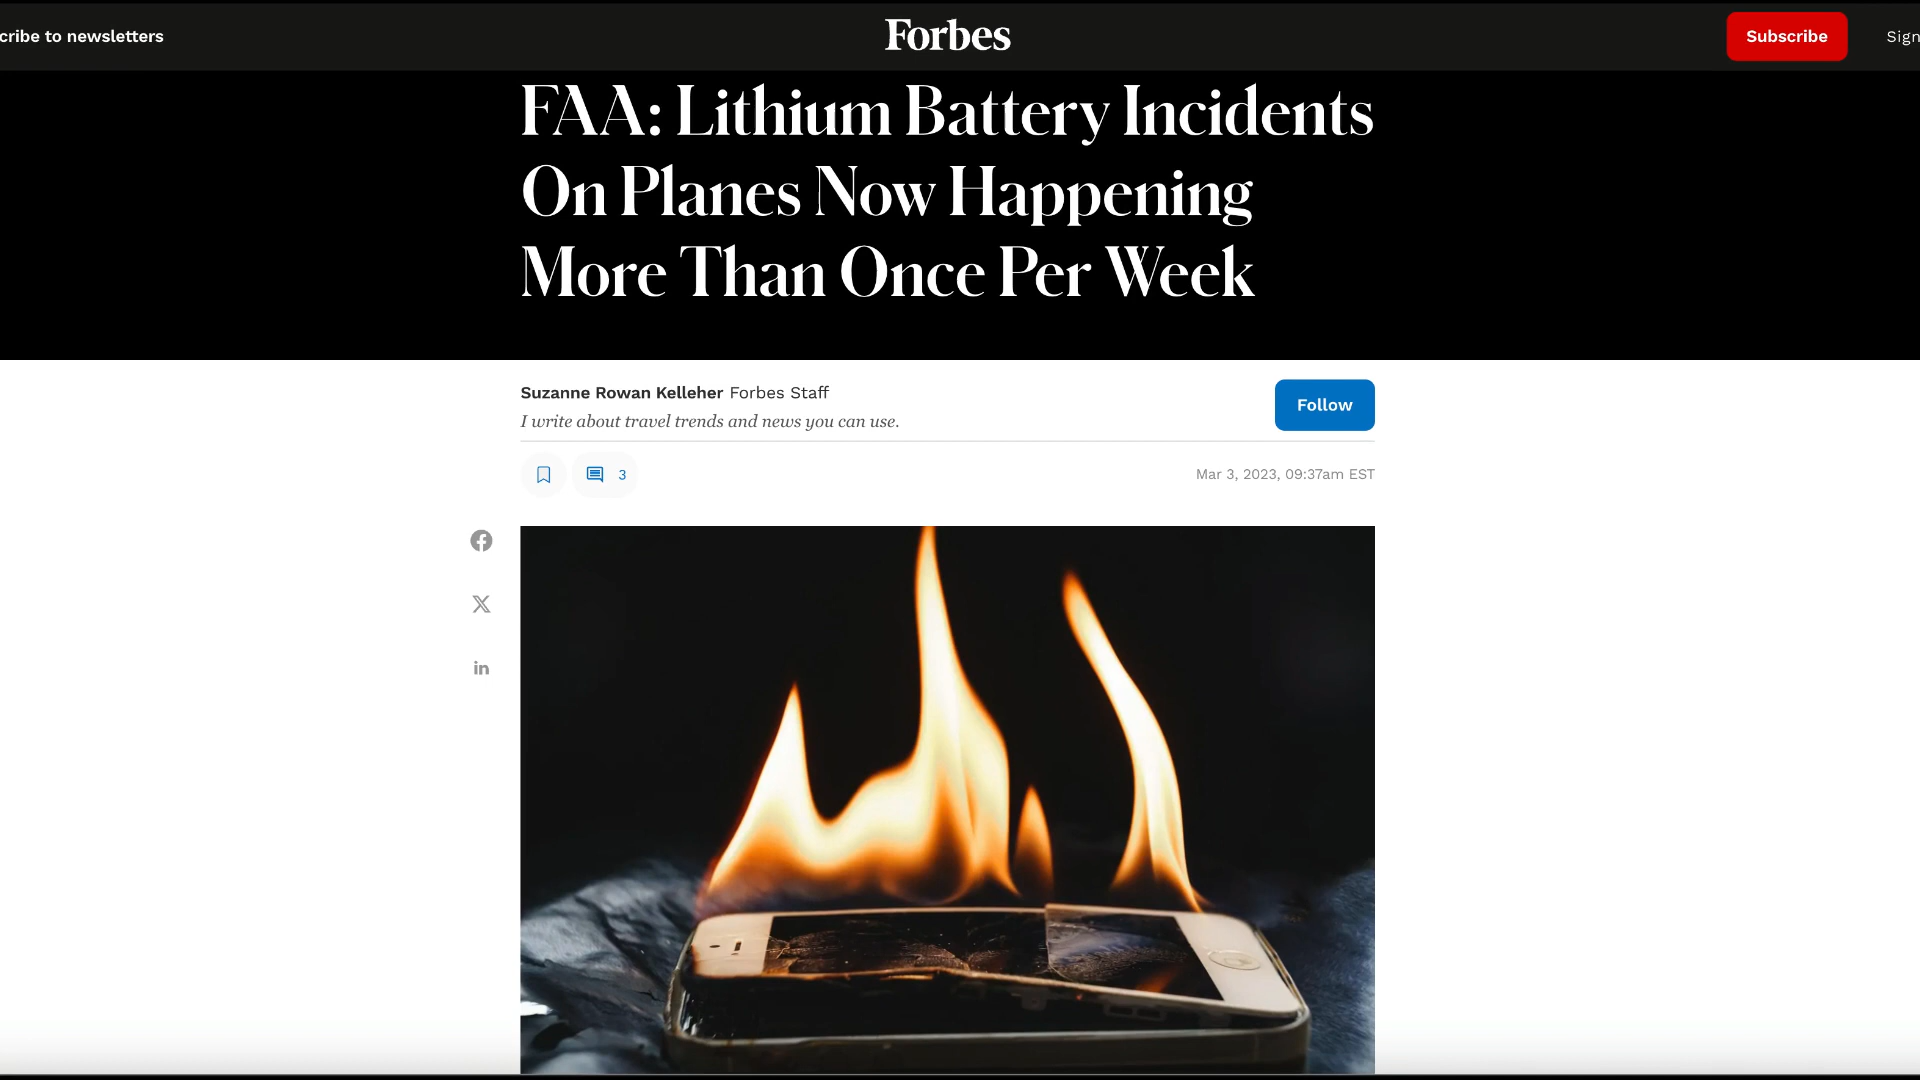 cribe to newsletters
Forbes
Subscribe
Sign
FAA: Lithium Battery Incidents
On Planes Now Happening
More Than Once Per Week
Suzanne Rowan Kelleher Forbes Staff
I write about travel trends and news you can use.
Follow
3
Mar 3, 2023, 09:37am EST